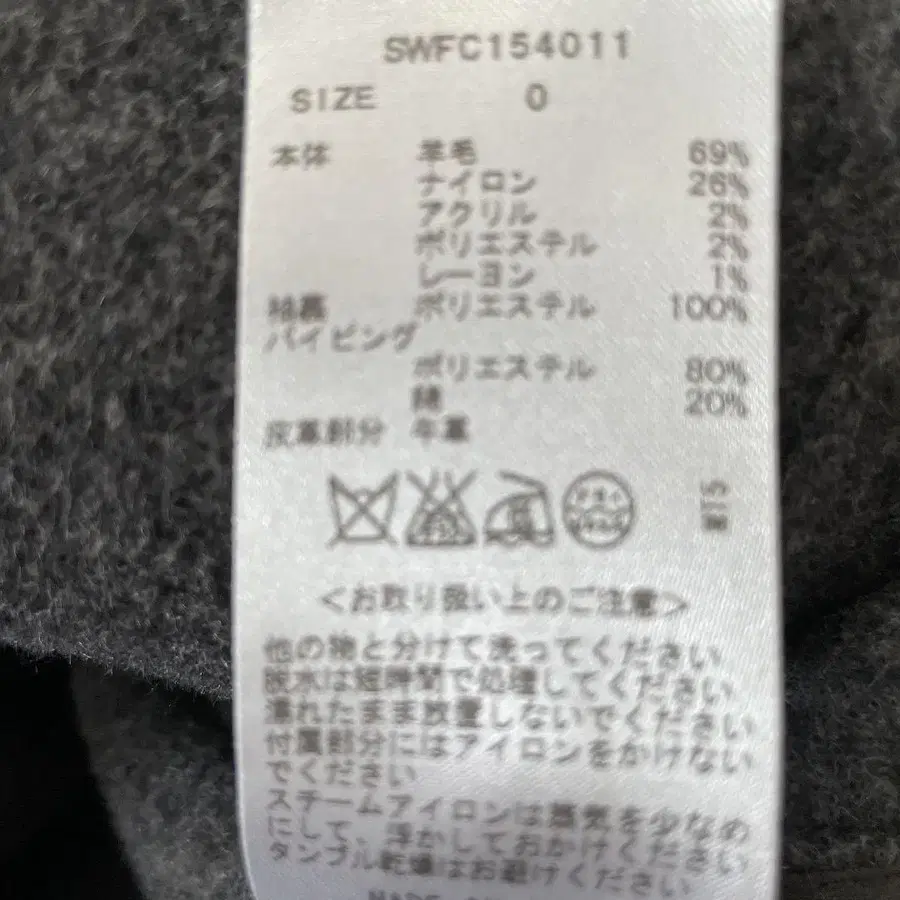 SWFC154011
SIZE 0
本体 羊毛 69%
ナイロン 26%
アクリル 2%
ポリエステル 2%
レーヨン 1%
袖裏 ポリエステル 100%
パイピング
ポリエステル 80%
綿 20%
皮革部分 牛革
<お取り扱い上のご注意>
他の物と分けて洗ってください
脱水は短時間で処理してください
濡れたまま放置しないでください
付属部分にはアイロンをかけない
でください
スチームアイロンは蒸気を少なめ
にして、浮かしておかけください
タンブル乾燥はお避けください